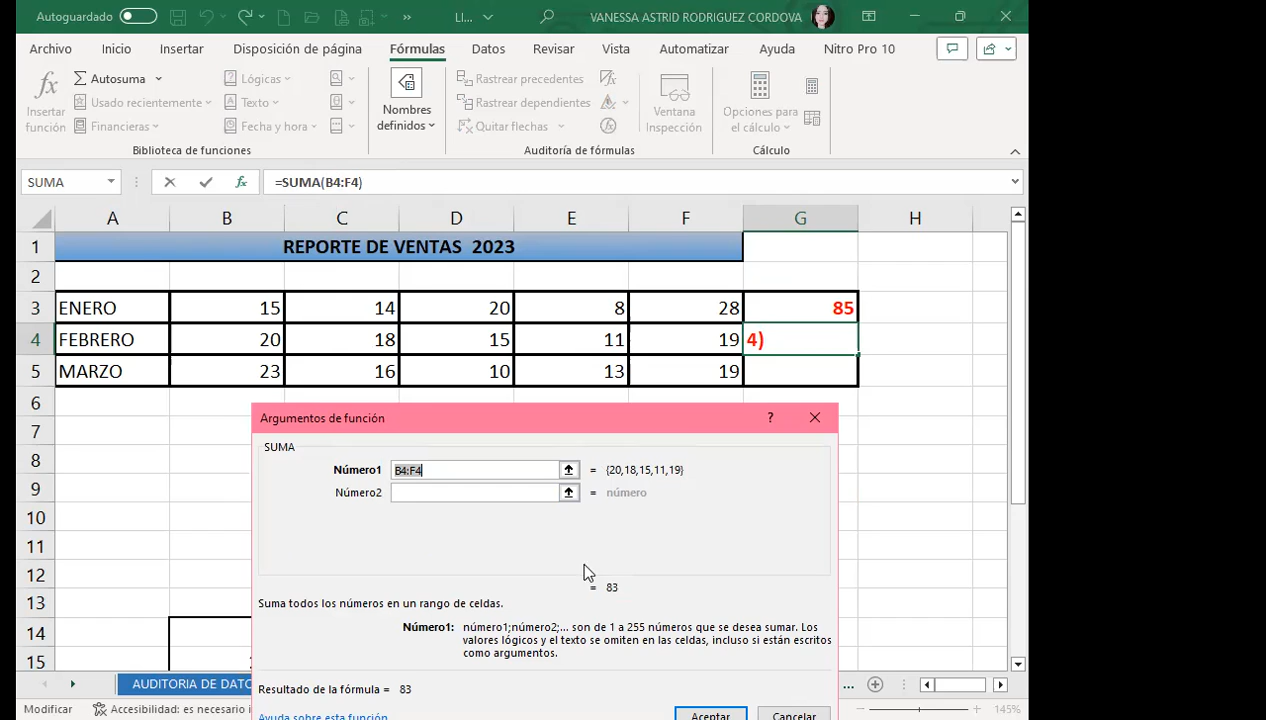 Autoguardado LI... VANESSA ASTRID RODRIGUEZ CORDOVA
Archivo Inicio Insertar Disposición de página Fórmulas Datos Revisar Vista Automatizar Ayuda Nitro Pro 10
fx Insertar función
Autosuma
Usado recientemente
Financieras
Lógicas
Texto
Fecha y hora
Biblioteca de funciones
Nombres definidos
Rastrear precedentes
Rastrear dependientes
Quitar flechas
Ventana Inspección
Auditoría de fórmulas
Opciones para el cálculo
Cálculo
SUMA fx =SUMA(B4:F4)
A B C D E F G H
1 REPORTE DE VENTAS 2023
2
3 ENERO 15 14 20 8 28 85
4 FEBRERO 20 18 15 11 19 4)
5 MARZO 23 16 10 13 19
6
7
8
9
10
11
12
13
14
15
Argumentos de función ?
SUMA
Número1 B4:F4 = {20,18,15,11,19}
Número2 = número
= 83
Suma todos los números en un rango de celdas.
Número1: número1;número2;... son de 1 a 255 números que se desea sumar. Los
valores lógicos y el texto se omiten en las celdas, incluso si están escritos
como argumentos.
Resultado de la fórmula = 83
Ayuda sobre esta función Aceptar Cancelar
AUDITORIA DE DATO ...
Modificar Accesibilidad: es necesario i 145%